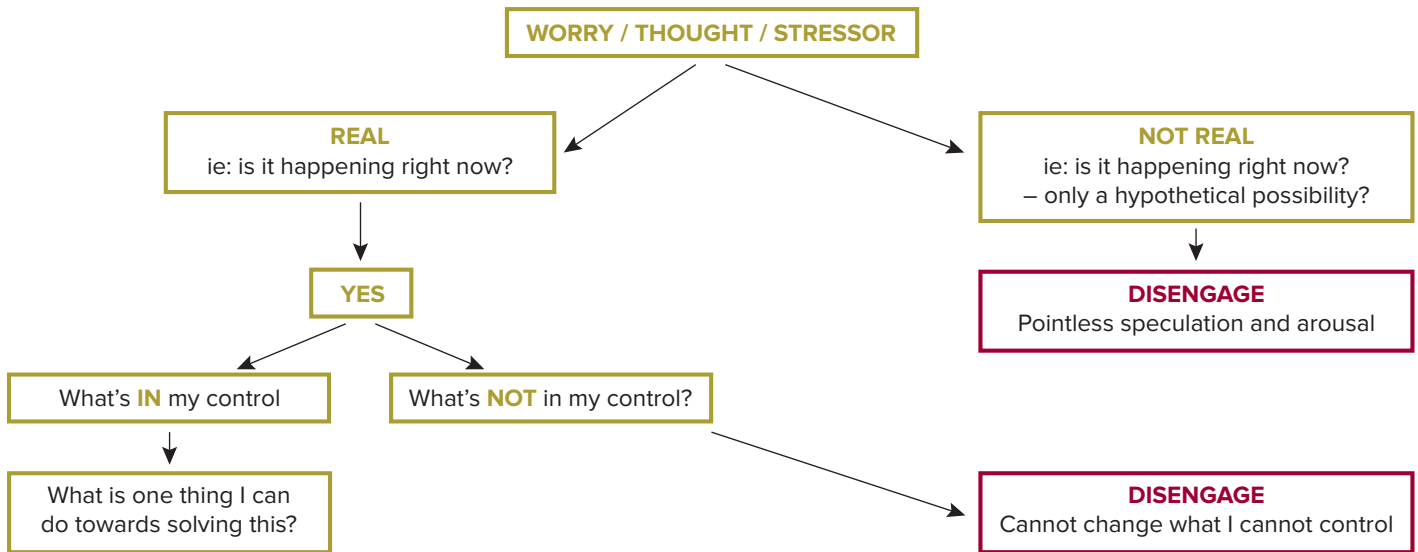 WORRY / THOUGHT / STRESSOR
REAL
ie: is it happening right now?
NOT REAL
ie: is it happening right now?
– only a hypothetical possibility?
YES
DISENGAGE
Pointless speculation and arousal
What’s IN my control
What’s NOT in my control?
What is one thing I can
do towards solving this?
DISENGAGE
Cannot change what I cannot control